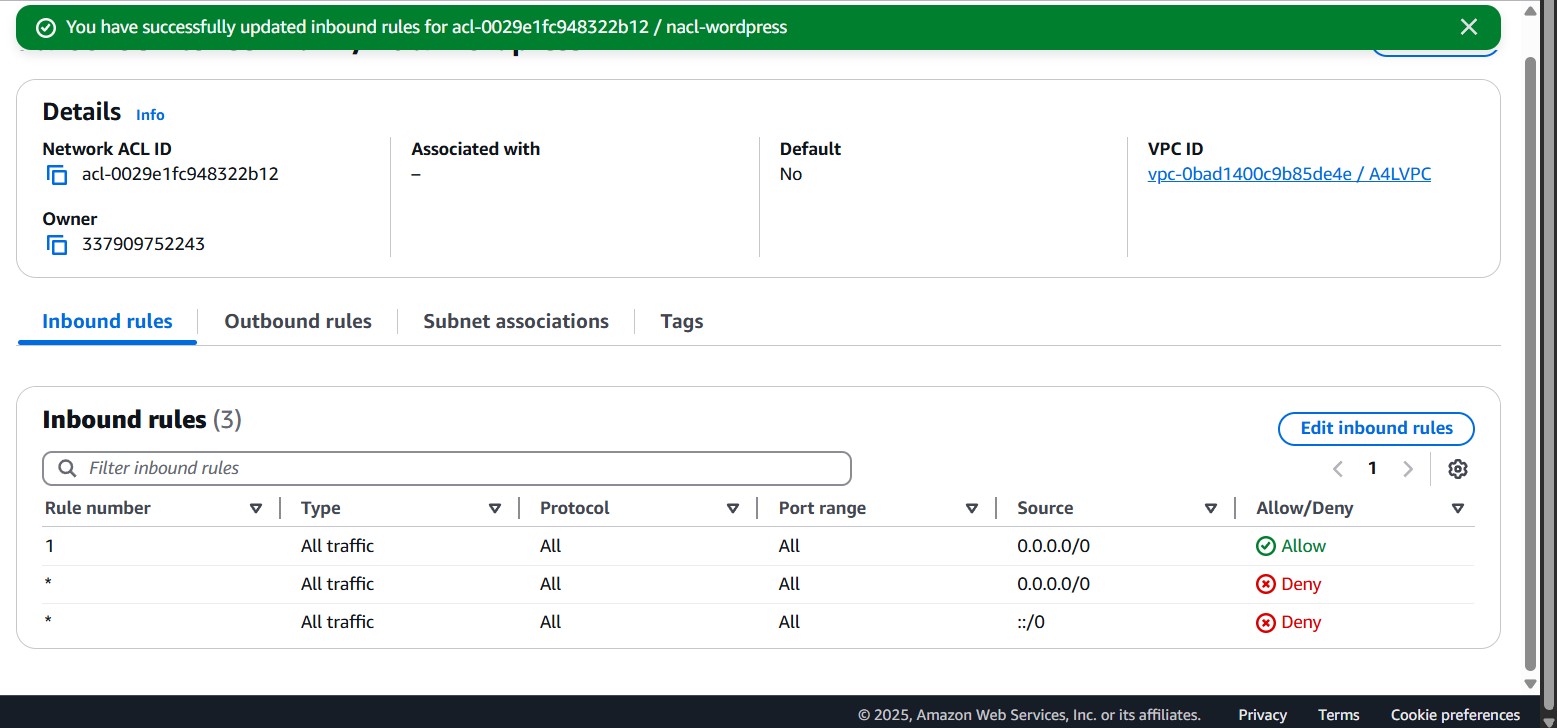 You have successfully updated inbound rules for acl-0029e1fc948322b12 / nacl-wordpress
Details Info
Network ACL ID Associated with Default VPC ID
acl-0029e1fc948322b12 – No vpc-0bad1400c9b85de4e / A4LVPC
Owner
337909752243
Inbound rules Outbound rules Subnet associations Tags
Inbound rules (3)
Edit inbound rules
Filter inbound rules
1
Rule number Type Protocol Port range Source Allow/Deny
1 All traffic All All 0.0.0.0/0 Allow
* All traffic All All 0.0.0.0/0 Deny
* All traffic All All ::/0 Deny
© 2025, Amazon Web Services, Inc. or its affiliates. Privacy Terms Cookie preferences